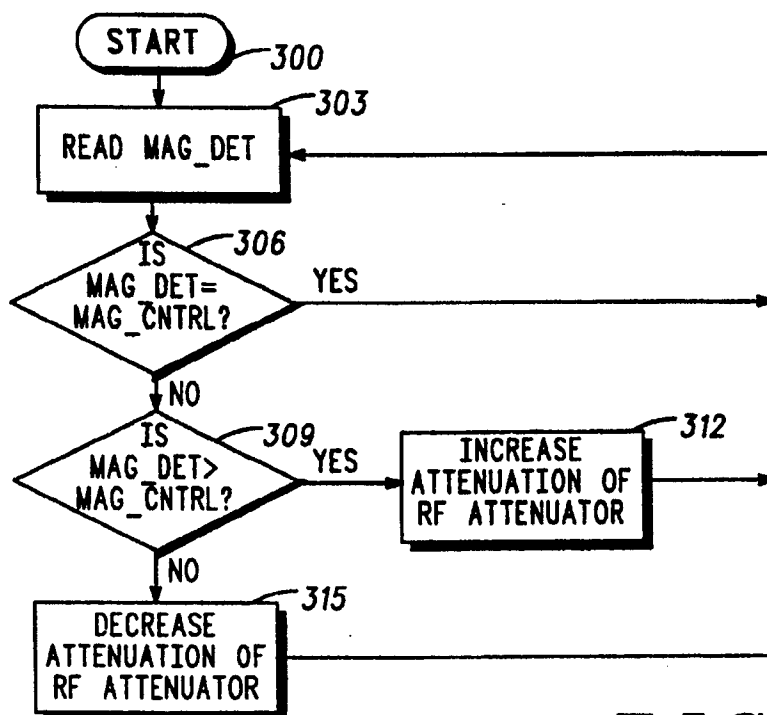 START
300
303
READ MAG_DET
306
IS
MAG_DET=
MAG_CNTRL?
YES
NO
309
IS
MAG_DET>
MAG_CNTRL?
YES
312
INCREASE
ATTENUATION OF
RF ATTENUATOR
NO
315
DECREASE
ATTENUATION OF
RF ATTENUATOR